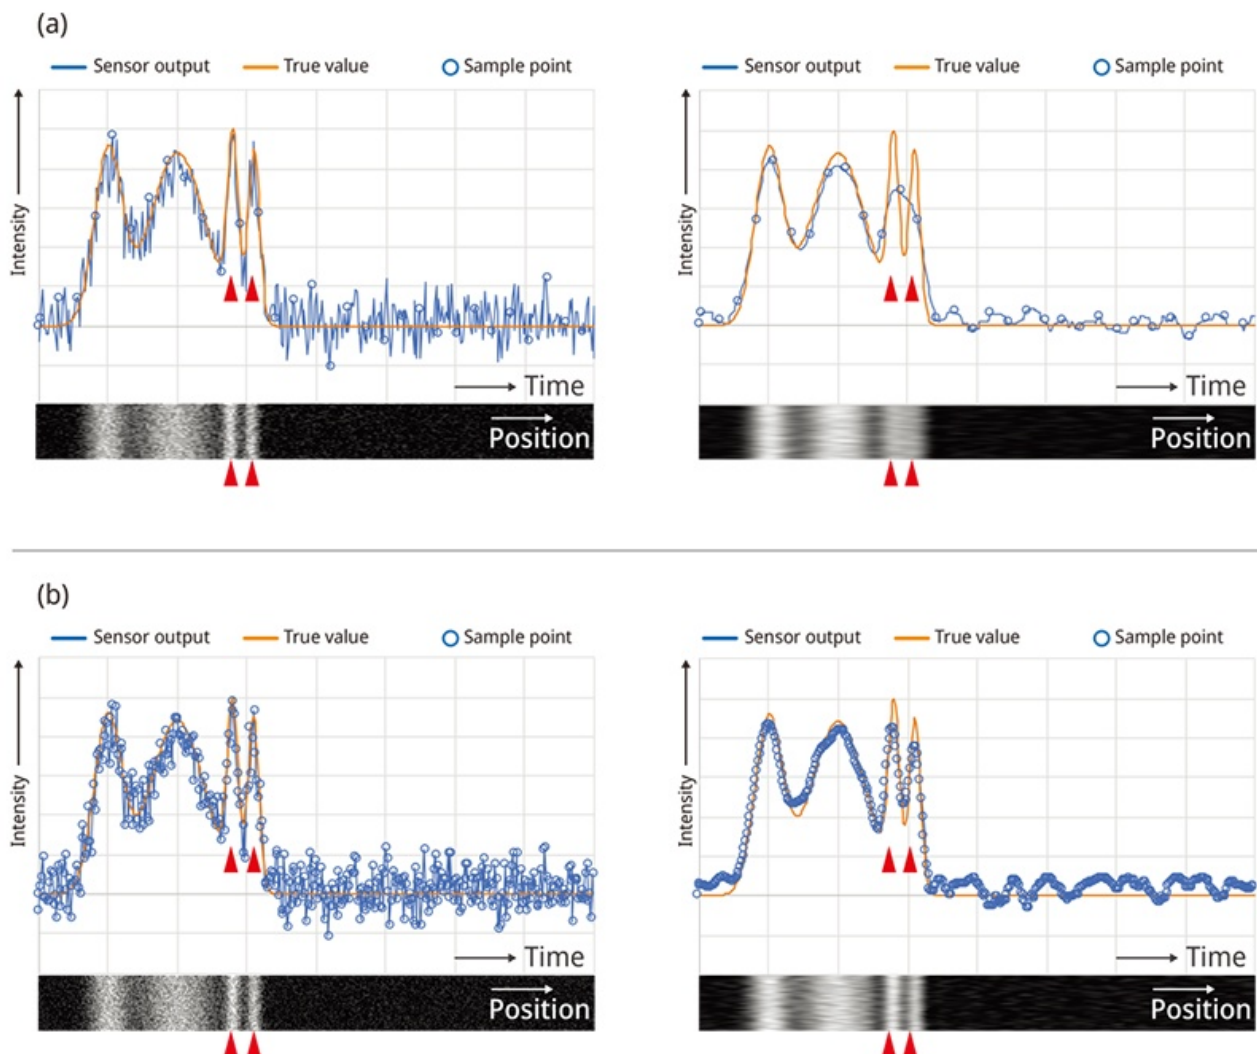 (a)
Sensor output True value Sample point
Sensor output True value Sample point
Intensity
Intensity
Time
Time
Position
Position
(b)
Sensor output True value Sample point
Sensor output True value Sample point
Intensity
Intensity
Time
Time
Position
Position